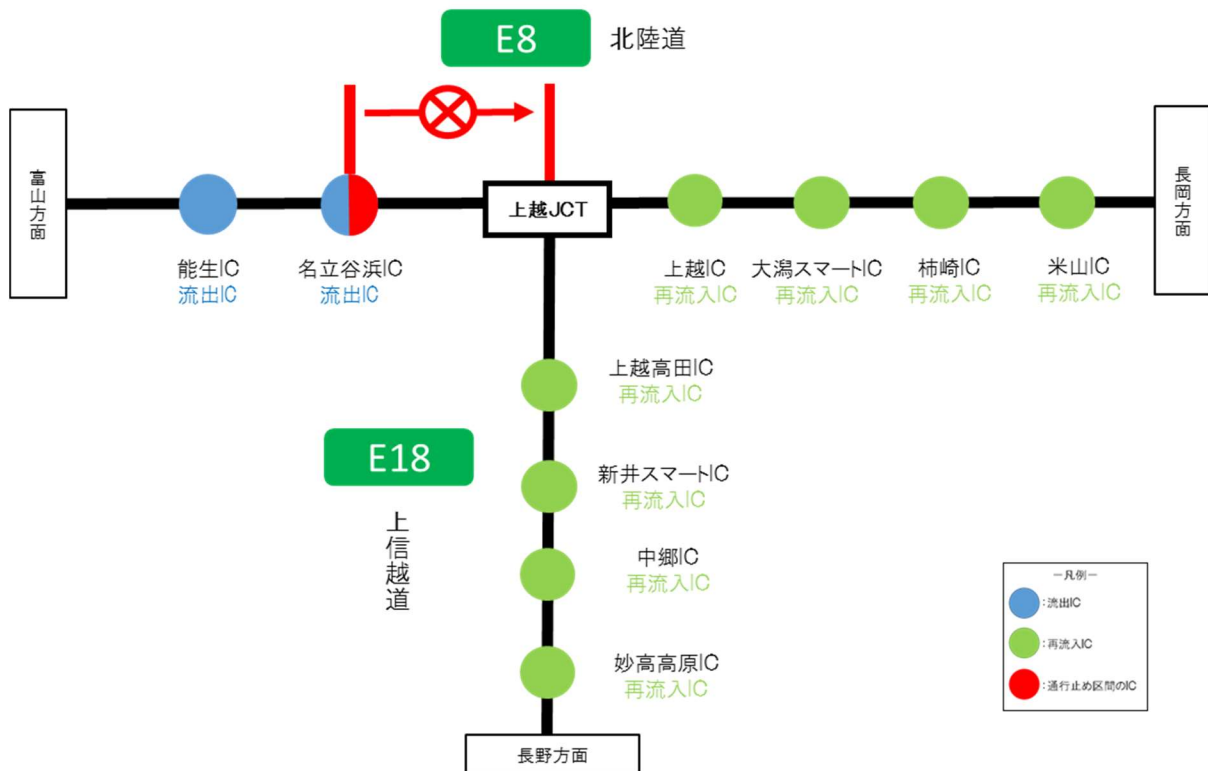 E8
北陸道
富山方面
長岡方面
上越JCT
能生IC
流出IC
名立谷浜IC
流出IC
上越IC
再流入IC
大潟スマートIC
再流入IC
柿崎IC
再流入IC
米山IC
再流入IC
上越高田IC
再流入IC
E18
上信越道
新井スマートIC
再流入IC
中郷IC
再流入IC
妙高高原IC
再流入IC
長野方面
－凡例－
：流出IC
：再流入IC
：通行止め区間のIC